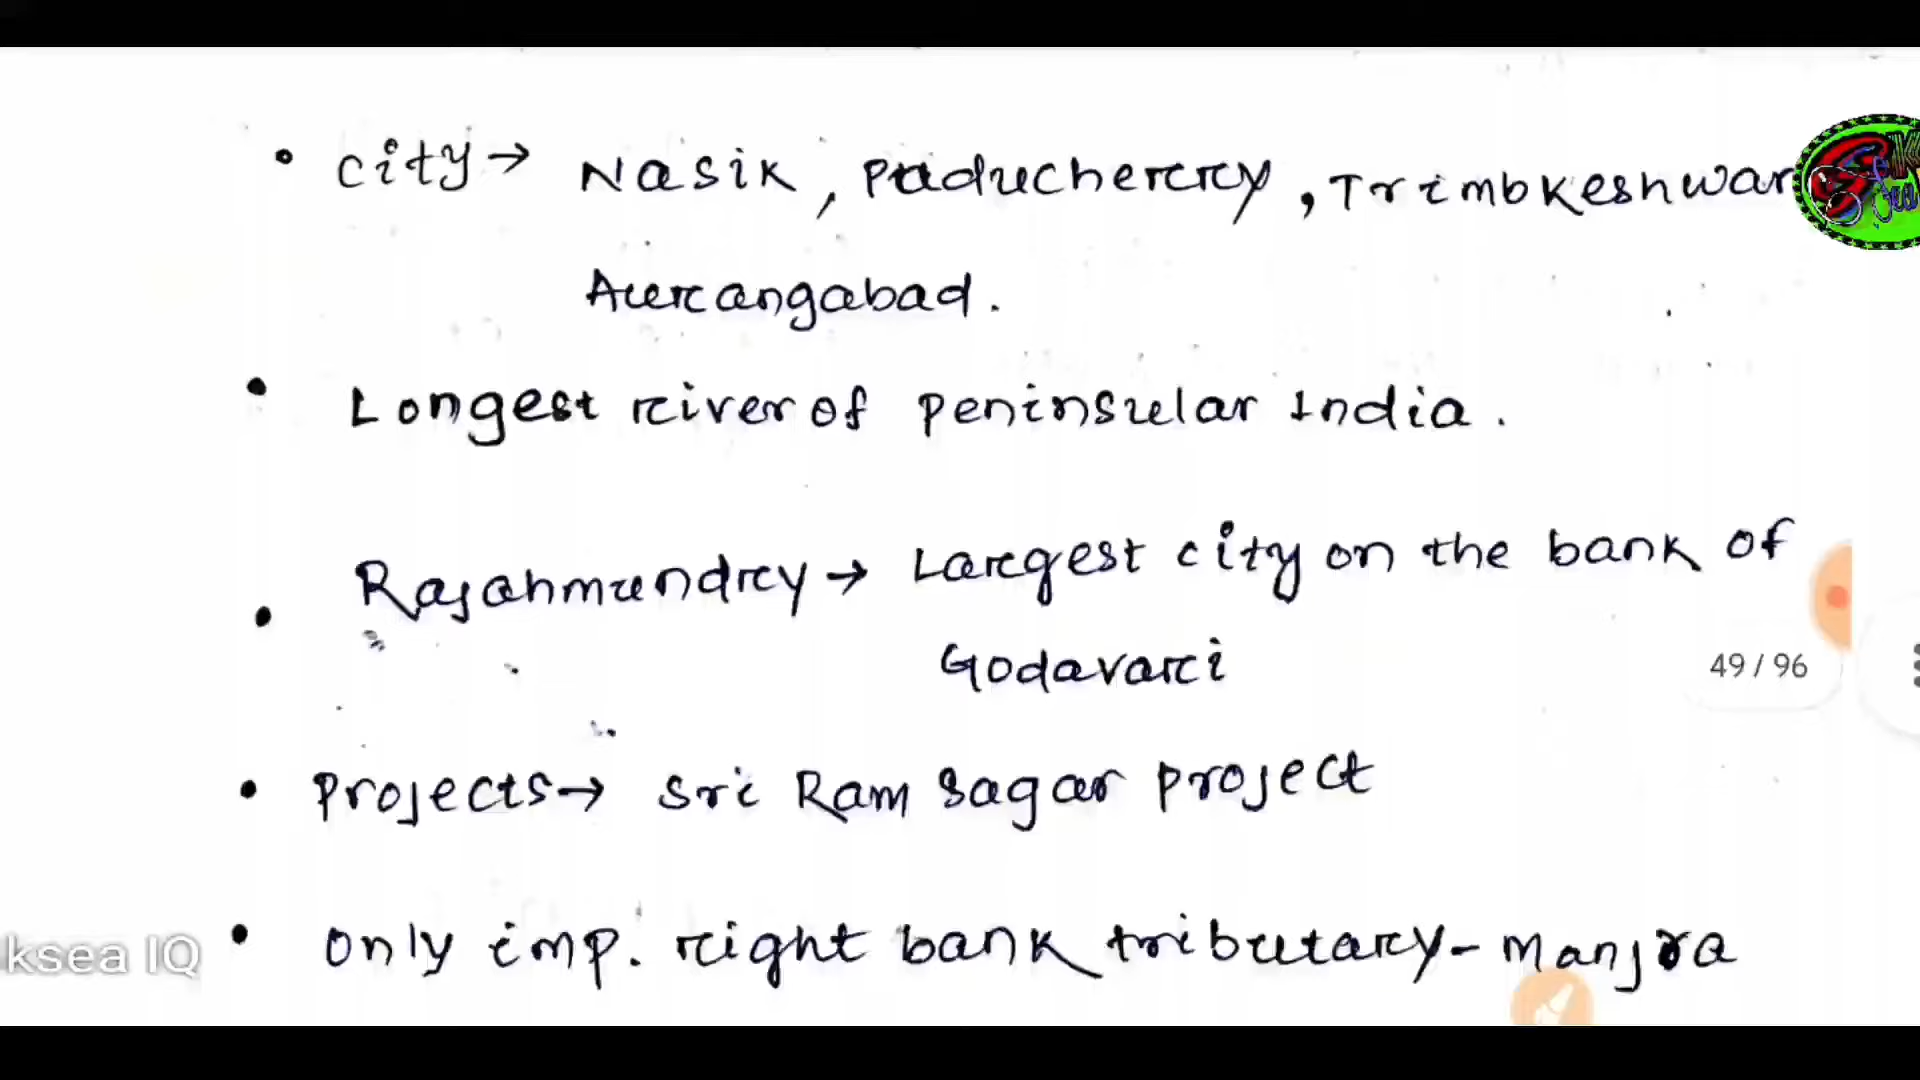 • City → Nasik, Puducherry, Trimbkeshwar
Aurangabad.
• Longest river of peninsular India.
• Rajahmundry → Largest city on the bank of
Godavari
49 / 96
• Projects → Sri Ram Sagar project
ksea IQ
• only imp. right bank tributary - Manjra